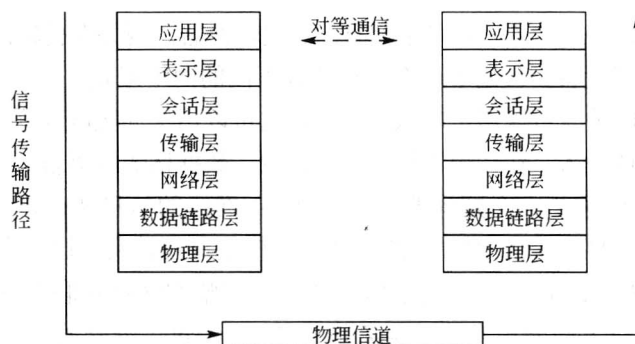 应用层
对等通信
应用层
表示层
表示层
会话层
会话层
传输层
传输层
网络层
网络层
数据链路层
数据链路层
物理层
物理层
信号传输路径
物理信道